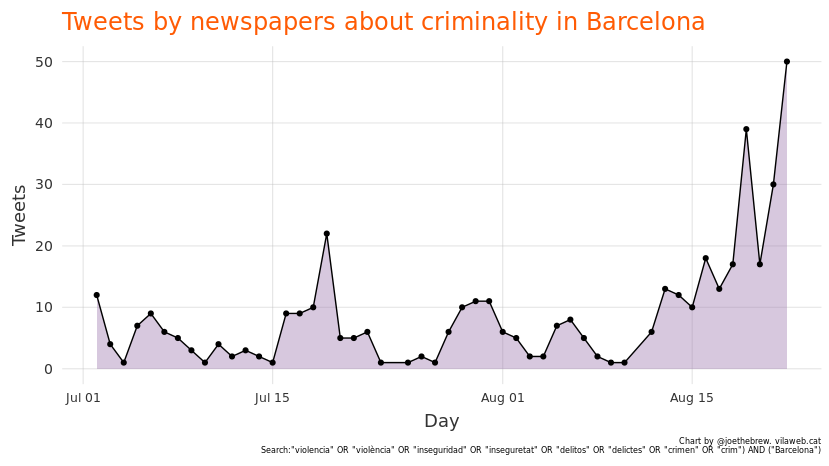 Tweets by newspapers about criminality in Barcelona
50
40
30
20
10
0
Tweets
Jul 01 Jul 15 Aug 01 Aug 15
Day
Chart by @joethebrew. vilaweb.cat
Search:"violencia" OR "violència" OR "inseguridad" OR "inseguretat" OR "delitos" OR "delictes" OR "crimen" OR "crim") AND ("Barcelona")